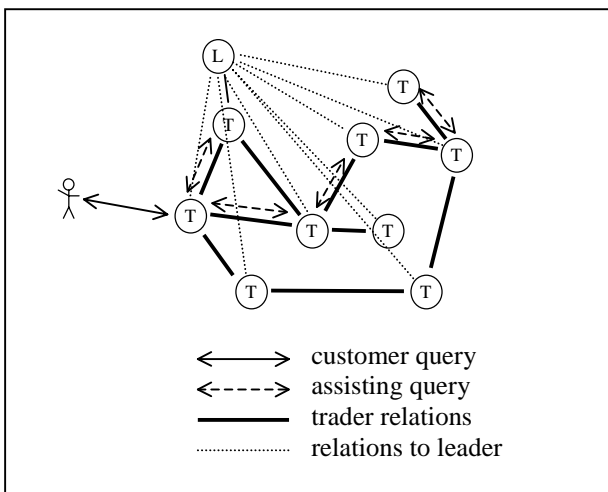 L
T
T
T
T
T
T
T
T
T
customer query
assisting query
trader relations
relations to leader